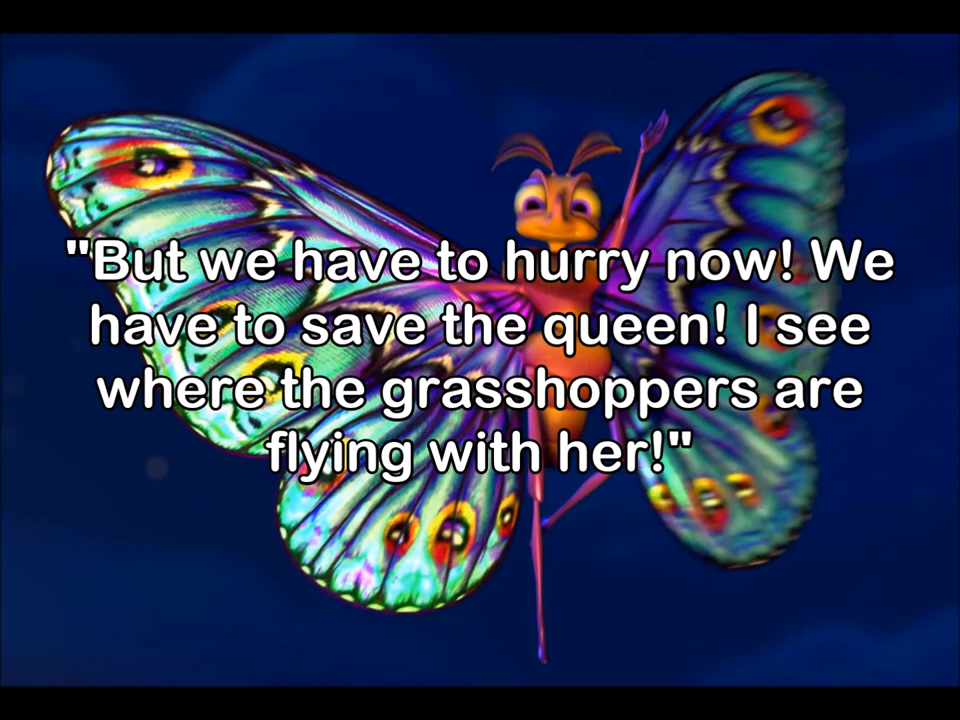 "But we have to hurry now! We
have to save the queen! I see
where the grasshoppers are
flying with her!"